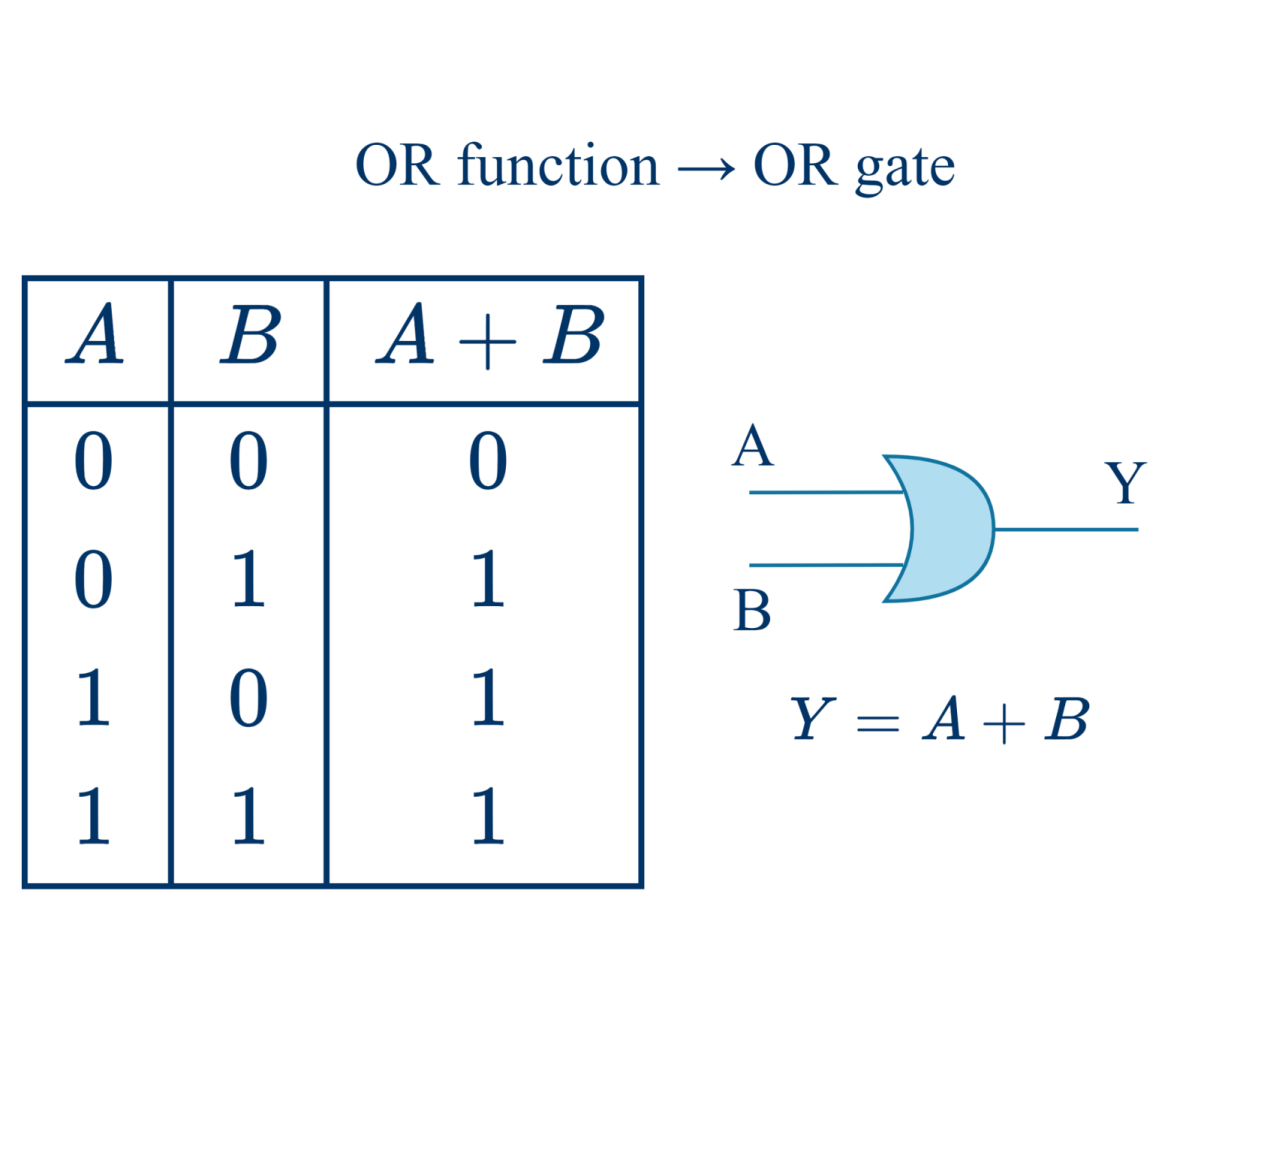 OR function → OR gate
A B A + B
0 0 0
0 1 1
1 0 1
1 1 1
A
B
Y
Y = A + B